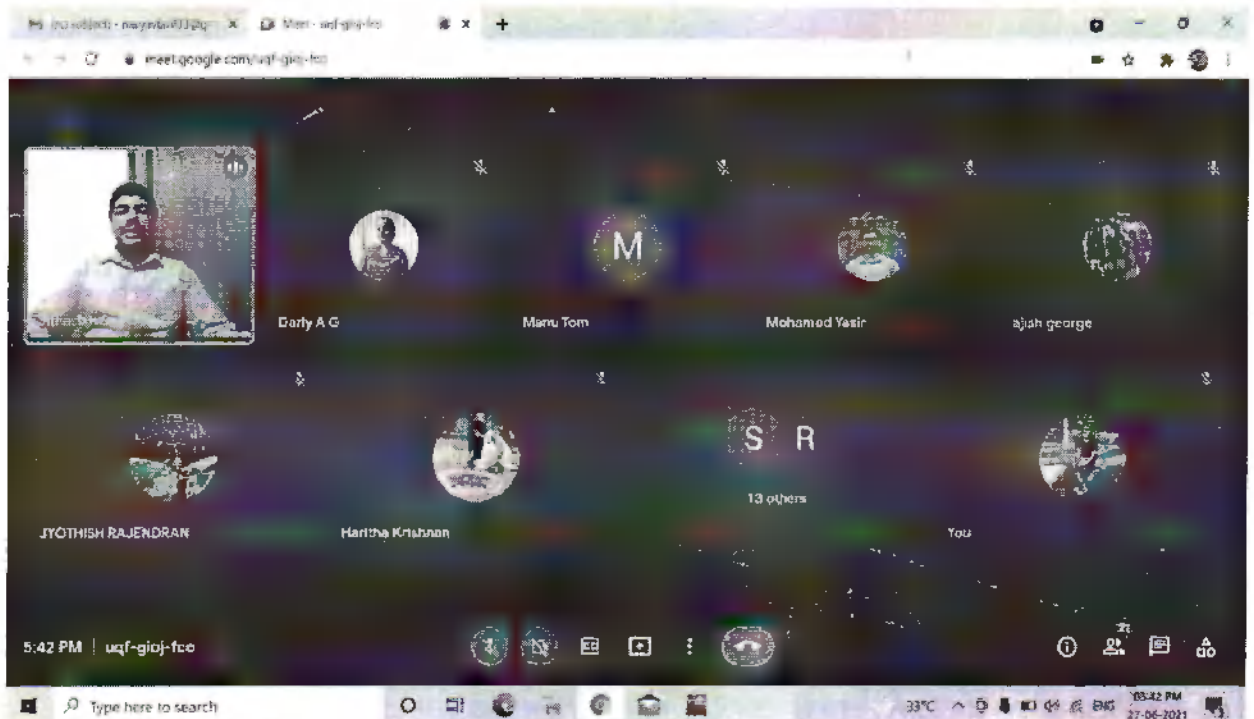 meet.google.com/uqf-gioj-fco
Darly A G
M
Manu Tom
Mohamed Yasir
ajish george
JYOTHISH RAJENDRAN
Haritha Krishnan
S R
13 others
You
5:42 PM | uqf-gioj-fco
Type here to search
33°C
ENG
05:42 PM
27-06-2021